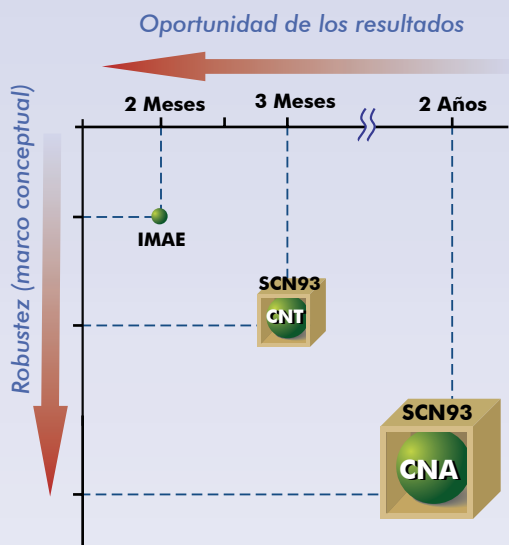 Oportunidad de los resultados
2 Meses
3 Meses
2 Años
Robustez (marco conceptual)
IMAE
SCN93
CNT
SCN93
CNA